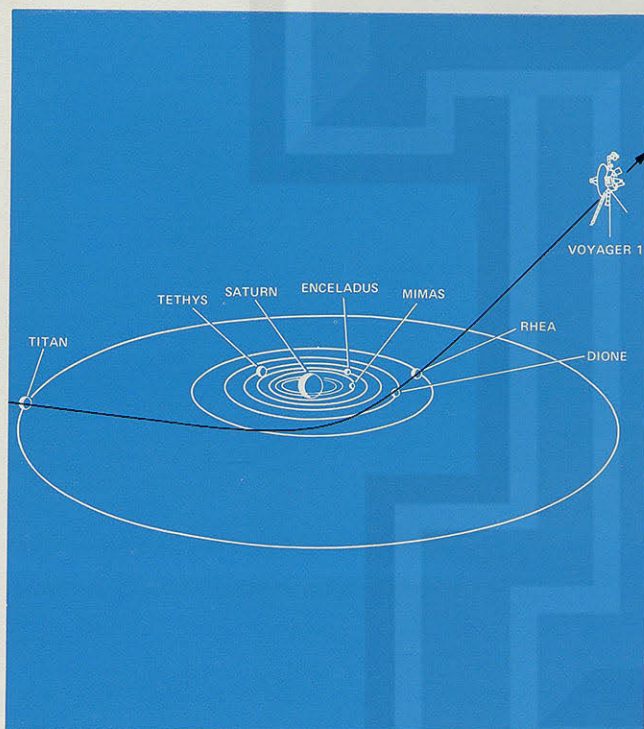 VOYAGER 1
ENCELADUS
SATURN
MIMAS
TETHYS
RHEA
TITAN
DIONE